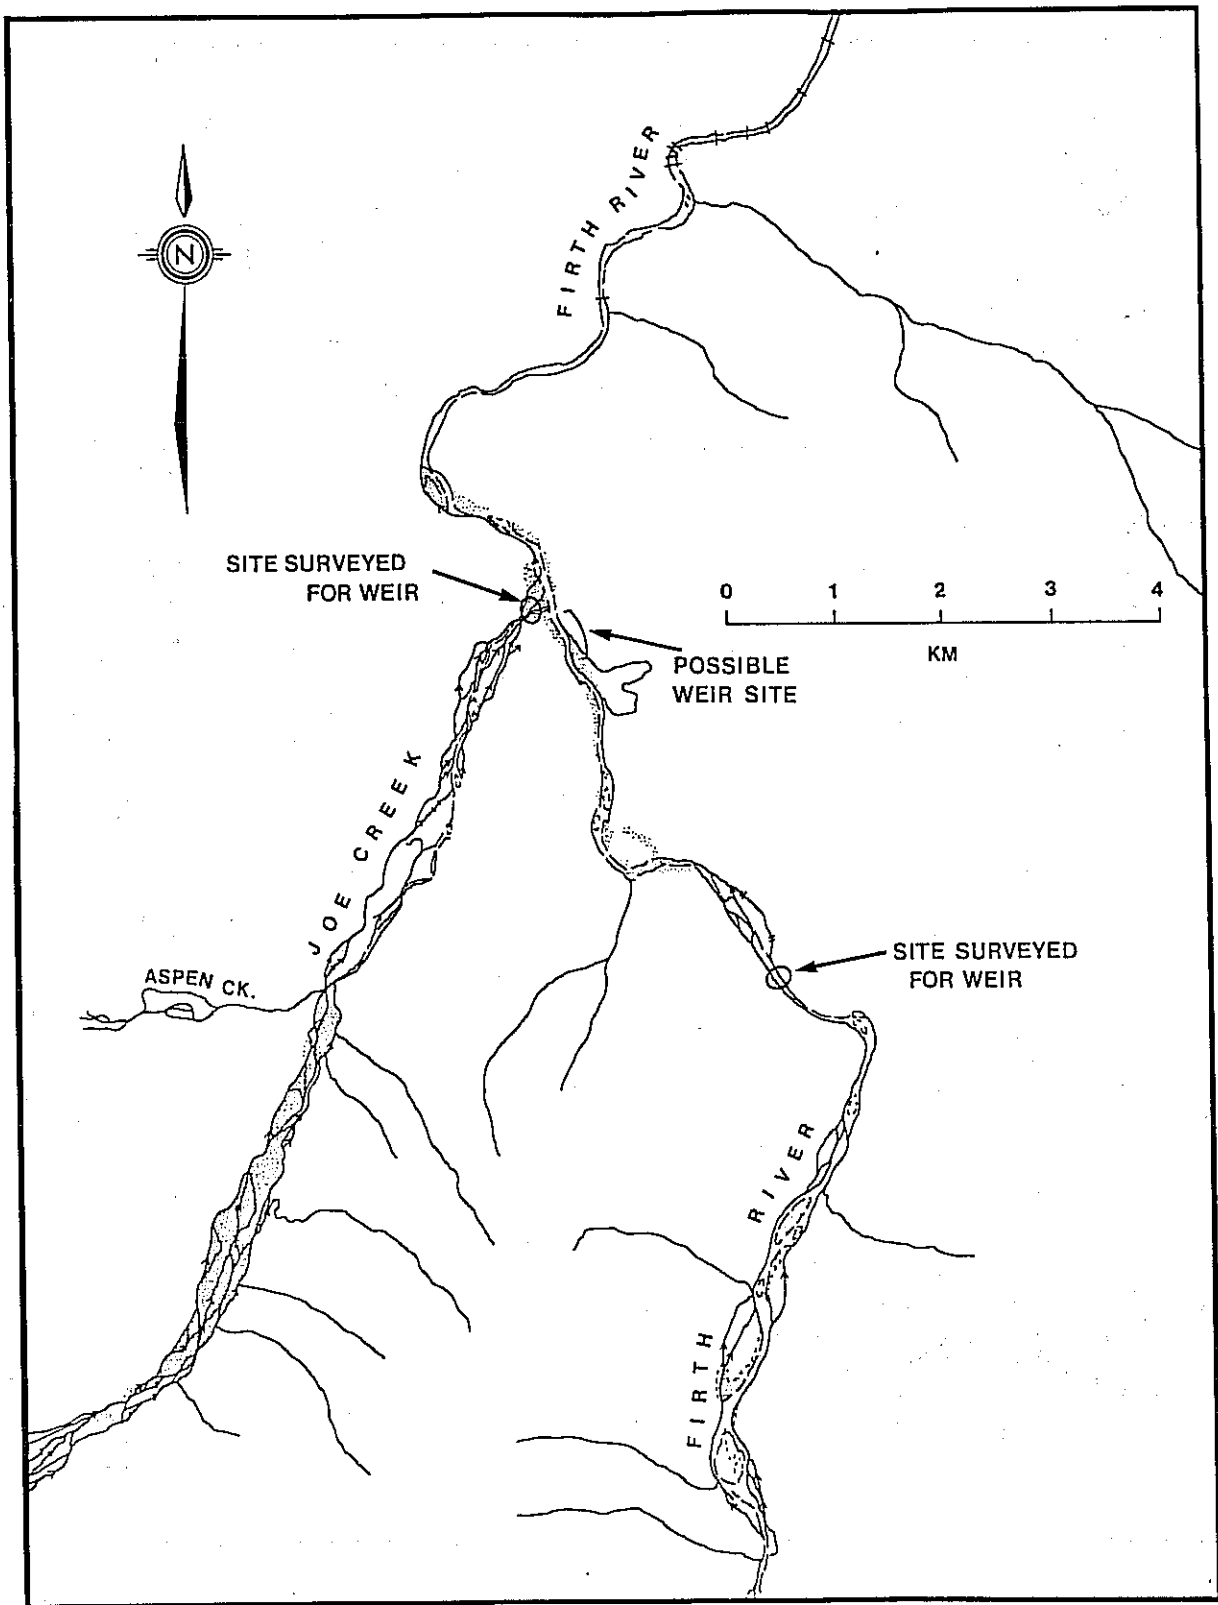 FIRTH RIVER
N
SITE SURVEYED
FOR WEIR
0 1 2 3 4
KM
POSSIBLE
WEIR SITE
JOE CREEK
SITE SURVEYED
FOR WEIR
ASPEN CK.
FIRTH RIVER